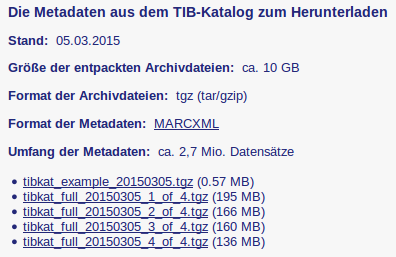 Die Metadaten aus dem TIB-Katalog zum Herunterladen
Stand: 05.03.2015
Größe der entpackten Archivdateien: ca. 10 GB
Format der Archivdateien: tgz (tar/gzip)
Format der Metadaten: MARCXML
Umfang der Metadaten: ca. 2,7 Mio. Datensätze
• tibkat_example_20150305.tgz (0.57 MB)
• tibkat_full_20150305_1_of_4.tgz (195 MB)
• tibkat_full_20150305_2_of_4.tgz (166 MB)
• tibkat_full_20150305_3_of_4.tgz (160 MB)
• tibkat_full_20150305_4_of_4.tgz (136 MB)